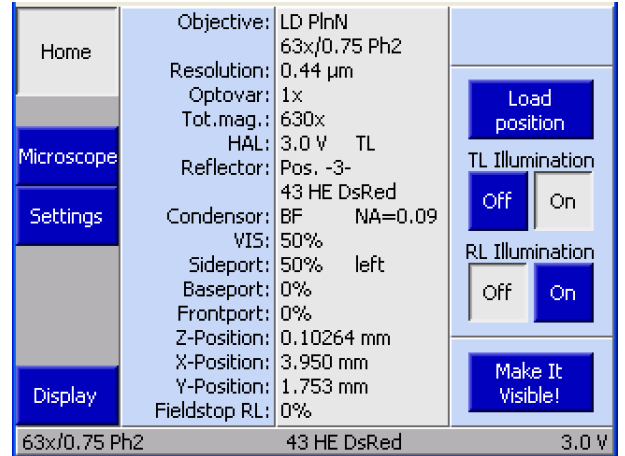 Home
Microscope
Settings
Display
Objective: LD PlnN
63x/0.75 Ph2
Resolution: 0.44 µm
Optovar: 1x
Tot.mag.: 630x
HAL: 3.0 V TL
Reflector: Pos. -3-
43 HE DsRed
Condensor: BF NA=0.09
VIS: 50%
Sideport: 50% left
Baseport: 0%
Frontport: 0%
Z-Position: 0.10264 mm
X-Position: 3.950 mm
Y-Position: 1.753 mm
Fieldstop RL: 0%
Load
position
TL Illumination
Off On
RL Illumination
Off On
Make It
Visible!
63x/0.75 Ph2 43 HE DsRed 3.0 V